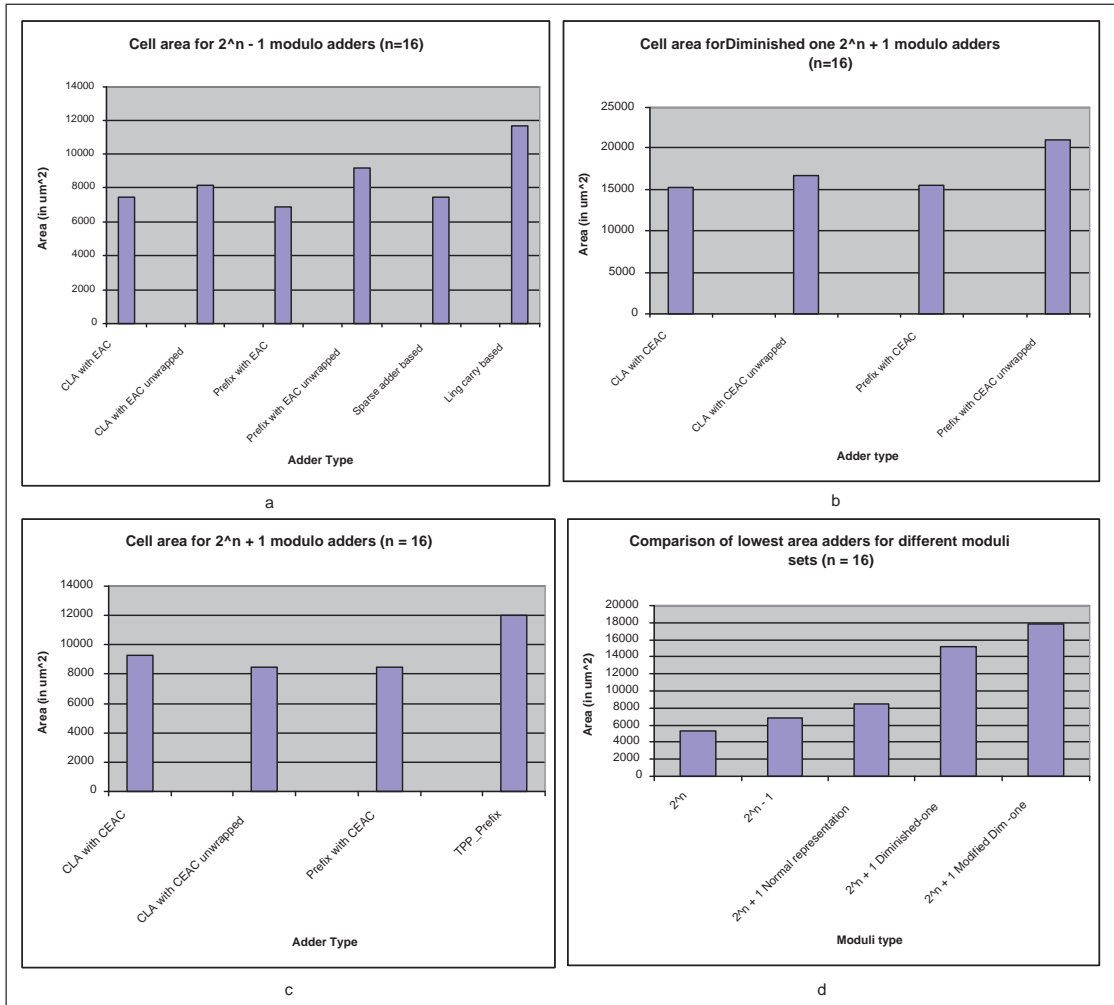 Cell area for 2^n - 1 modulo adders (n=16)
14000
12000
10000
8000
6000
4000
2000
0
Area (in um^2)
CLA with EAC
CLA with EAC unwrapped
Prefix with EAC
Prefix with EAC unwrapped
Sparse adder based
Ling carry based
Adder Type
a
Cell area forDiminished one 2^n + 1 modulo adders
(n=16)
25000
20000
15000
10000
5000
0
Area (in um^2)
CLA with CEAC
CLA with CEAC unwrapped
Prefix with CEAC
Prefix with CEAC unwrapped
Adder type
b
Cell area for 2^n + 1 modulo adders (n = 16)
14000
12000
10000
8000
6000
4000
2000
0
Area (in um^2)
CLA with CEAC
CLA with CEAC unwrapped
Prefix with CEAC
TPP_Prefix
Adder Type
c
Comparison of lowest area adders for different moduli
sets (n = 16)
20000
18000
16000
14000
12000
10000
8000
6000
4000
2000
0
Area (in um^2)
2^n
2^n - 1
2^n + 1 Normal representation
2^n + 1 Diminished-one
2^n + 1 Modified Dim -one
Moduli type
d